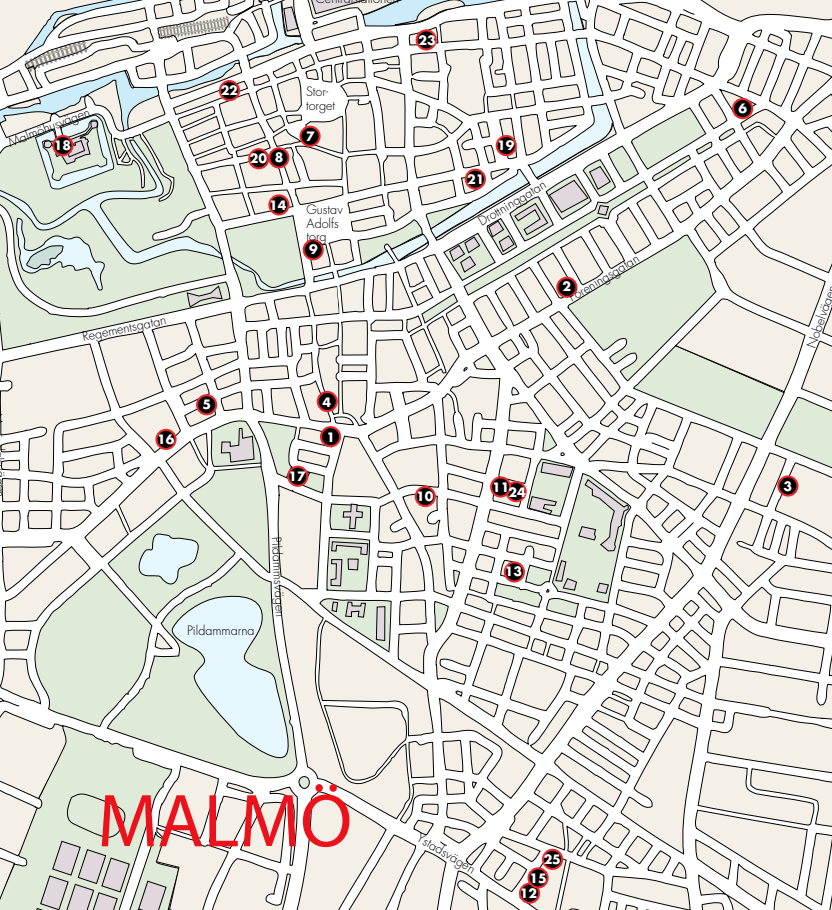 Centralstationen
23
22
Stor-
torget
6
Malmöhusvägen
7
18
19
20
8
21
Drottninggatan
14
Gustav
Adolfs
torg
9
2
Föreningsgatan
Nobelvägen
Regementsgatan
5
4
16
1
17
3
11
24
10
13
Pildammsvägen
Pildammarna
MALMÖ
Ystadsvägen
25
15
12